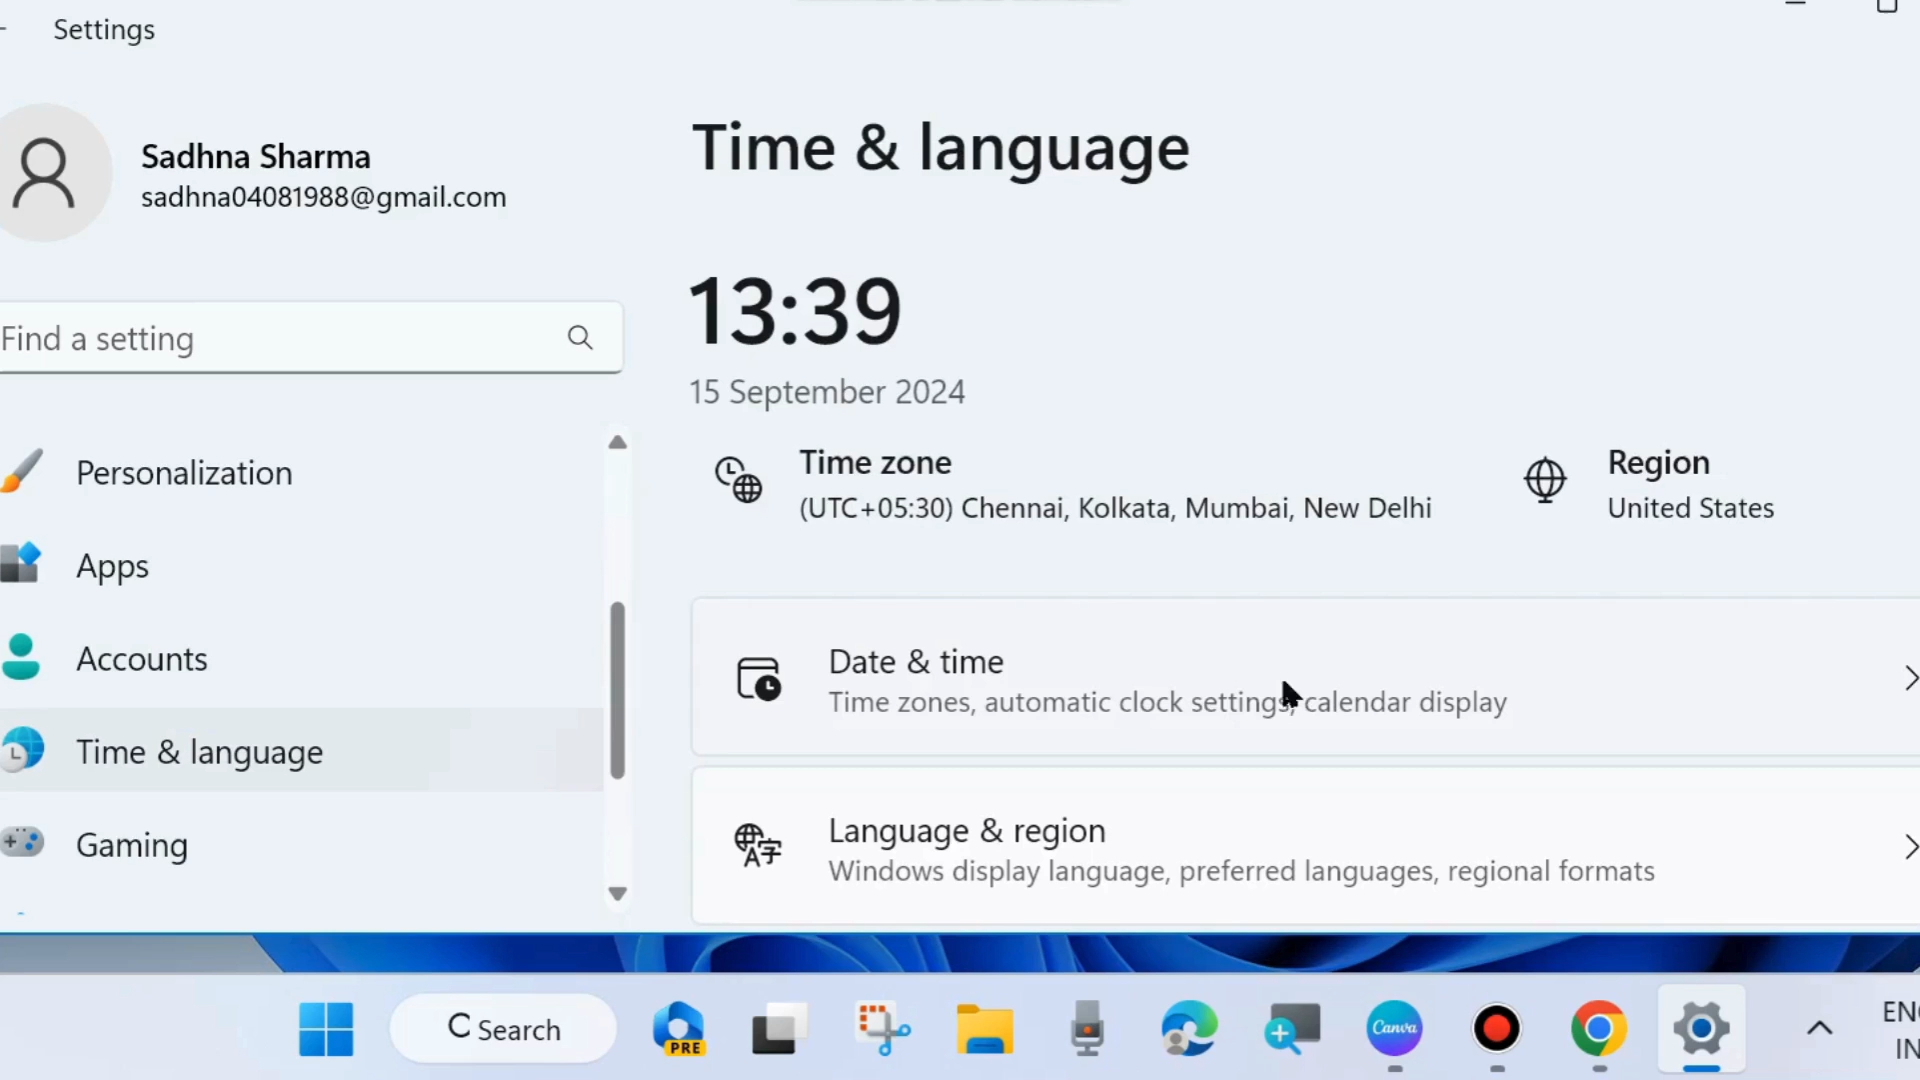 Settings
Sadhna Sharma
sadhna04081988@gmail.com
Find a setting
Personalization
Apps
Accounts
Time & language
Gaming
Time & language
13:39
15 September 2024
Time zone
(UTC+05:30) Chennai, Kolkata, Mumbai, New Delhi
Region
United States
Date & time
Time zones, automatic clock settings, calendar display
Language & region
Windows display language, preferred languages, regional formats
Search
PRE
Canva
ENG
IN